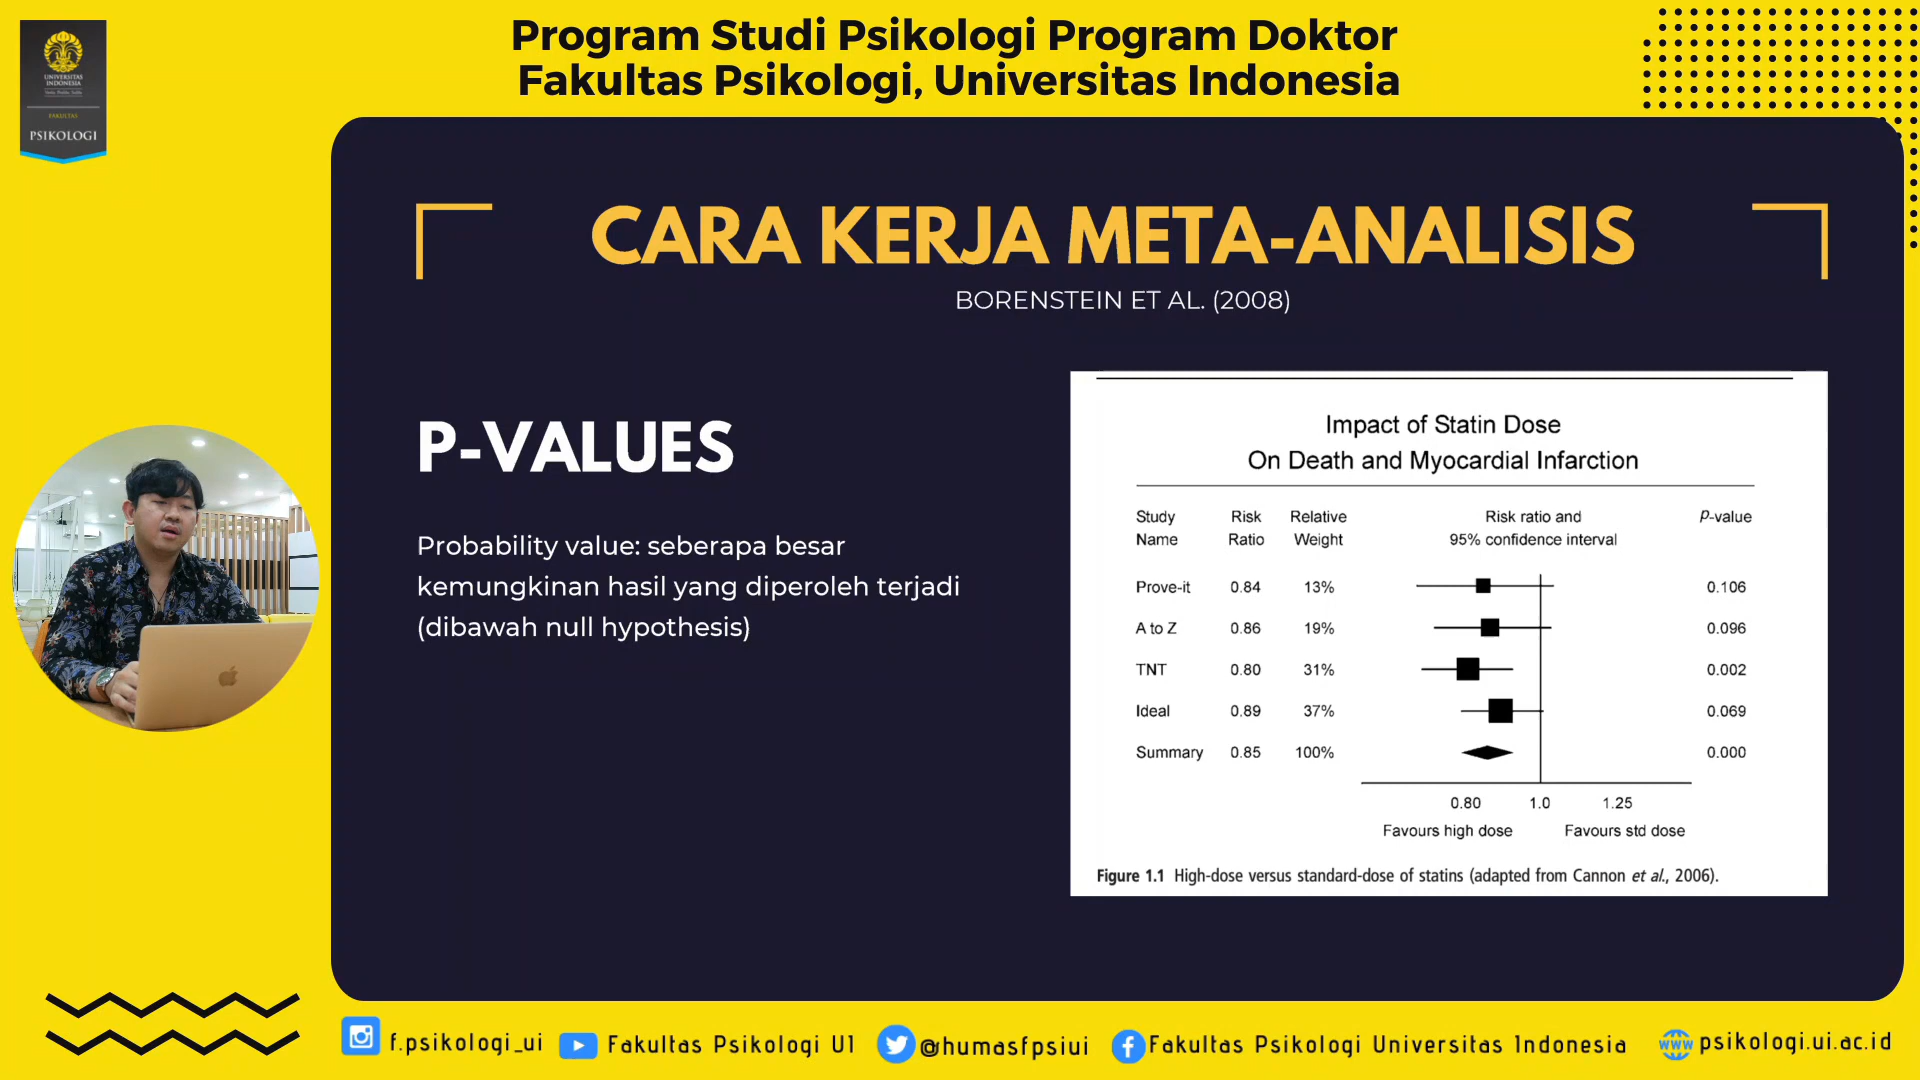 Program Studi Psikologi Program Doktor
Fakultas Psikologi, Universitas Indonesia
UNIVERSITAS
INDONESIA
FAKULTAS
PSIKOLOGI
CARA KERJA META-ANALISIS
BORENSTEIN ET AL. (2008)
P-VALUES
Probability value: seberapa besar
kemungkinan hasil yang diperoleh terjadi
(dibawah null hypothesis)
Impact of Statin Dose
On Death and Myocardial Infarction
Study Risk Relative Risk ratio and p-value
Name Ratio Weight 95% confidence interval
Prove-it 0.84 13% 0.106
A to Z 0.86 19% 0.096
TNT 0.80 31% 0.002
Ideal 0.89 37% 0.069
Summary 0.85 100% 0.000
0.80 1.0 1.25
Favours high dose Favours std dose
Figure 1.1 High-dose versus standard-dose of statins (adapted from Cannon et al., 2006).
f.psikologi_ui Fakultas Psikologi UI @humasfpsiui Fakultas Psikologi Universitas Indonesia www psikologi.ui.ac.id